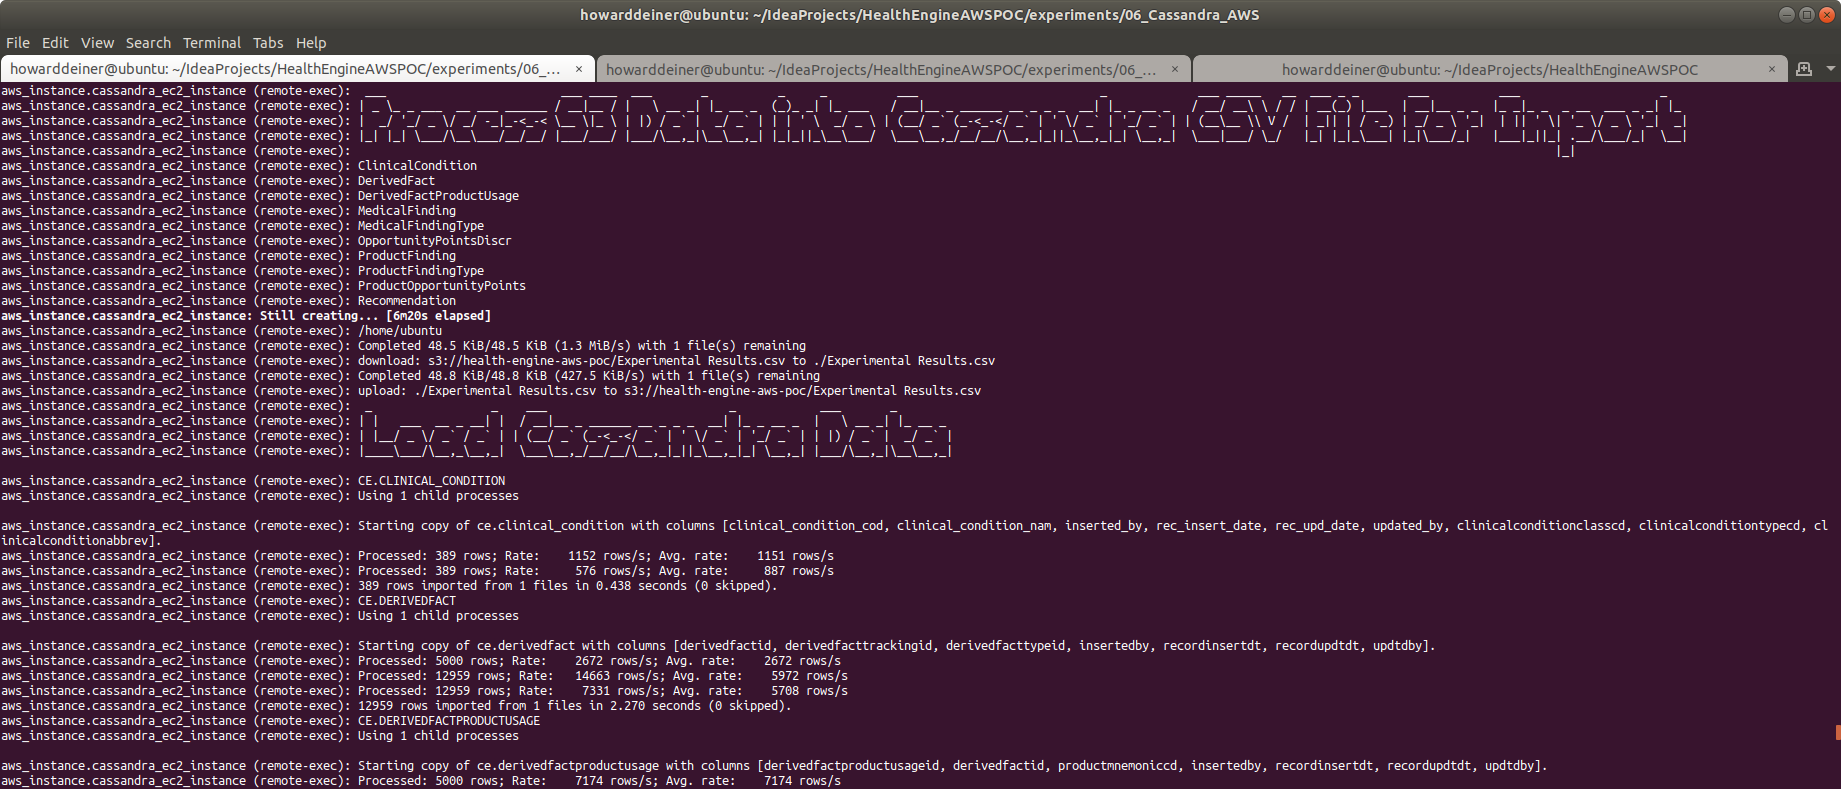 howarddeiner@ubuntu: ~/IdeaProjects/HealthEngineAWSPOC/experiments/06_Cassandra_AWS
File Edit View Search Terminal Tabs Help
howarddeiner@ubuntu: ~/IdeaProjects/HealthEngineAWSPOC/experiments/06_... × howarddeiner@ubuntu: ~/IdeaProjects/HealthEngineAWSPOC/experiments/06_... × howarddeiner@ubuntu: ~/IdeaProjects/HealthEngineAWSPOC ×
aws_instance.cassandra_ec2_instance (remote-exec):
aws_instance.cassandra_ec2_instance (remote-exec): Process S3 Data into Cassandra CSV File For Import
aws_instance.cassandra_ec2_instance (remote-exec):
aws_instance.cassandra_ec2_instance (remote-exec):
aws_instance.cassandra_ec2_instance (remote-exec):
aws_instance.cassandra_ec2_instance (remote-exec): ClinicalCondition
aws_instance.cassandra_ec2_instance (remote-exec): DerivedFact
aws_instance.cassandra_ec2_instance (remote-exec): DerivedFactProductUsage
aws_instance.cassandra_ec2_instance (remote-exec): MedicalFinding
aws_instance.cassandra_ec2_instance (remote-exec): MedicalFindingType
aws_instance.cassandra_ec2_instance (remote-exec): OpportunityPointsDiscr
aws_instance.cassandra_ec2_instance (remote-exec): ProductFinding
aws_instance.cassandra_ec2_instance (remote-exec): ProductFindingType
aws_instance.cassandra_ec2_instance (remote-exec): ProductOpportunityPoints
aws_instance.cassandra_ec2_instance (remote-exec): Recommendation
aws_instance.cassandra_ec2_instance: Still creating... [6m20s elapsed]
aws_instance.cassandra_ec2_instance (remote-exec): /home/ubuntu
aws_instance.cassandra_ec2_instance (remote-exec): Completed 48.5 KiB/48.5 KiB (1.3 MiB/s) with 1 file(s) remaining
aws_instance.cassandra_ec2_instance (remote-exec): download: s3://health-engine-aws-poc/Experimental Results.csv to ./Experimental Results.csv
aws_instance.cassandra_ec2_instance (remote-exec): Completed 48.8 KiB/48.8 KiB (427.5 KiB/s) with 1 file(s) remaining
aws_instance.cassandra_ec2_instance (remote-exec): upload: ./Experimental Results.csv to s3://health-engine-aws-poc/Experimental Results.csv
aws_instance.cassandra_ec2_instance (remote-exec):
aws_instance.cassandra_ec2_instance (remote-exec): Load Cassandra Data
aws_instance.cassandra_ec2_instance (remote-exec):
aws_instance.cassandra_ec2_instance (remote-exec):
aws_instance.cassandra_ec2_instance (remote-exec): CE.CLINICAL_CONDITION
aws_instance.cassandra_ec2_instance (remote-exec): Using 1 child processes
aws_instance.cassandra_ec2_instance (remote-exec): Starting copy of ce.clinical_condition with columns [clinical_condition_cod, clinical_condition_nam, inserted_by, rec_insert_date, rec_upd_date, updated_by, clinicalconditionclasscd, clinicalconditiontypecd, cl
inicalconditionabbrev].
aws_instance.cassandra_ec2_instance (remote-exec): Processed: 389 rows; Rate: 1152 rows/s; Avg. rate: 1151 rows/s
aws_instance.cassandra_ec2_instance (remote-exec): Processed: 389 rows; Rate: 576 rows/s; Avg. rate: 887 rows/s
aws_instance.cassandra_ec2_instance (remote-exec): 389 rows imported from 1 files in 0.438 seconds (0 skipped).
aws_instance.cassandra_ec2_instance (remote-exec): CE.DERIVEDFACT
aws_instance.cassandra_ec2_instance (remote-exec): Using 1 child processes
aws_instance.cassandra_ec2_instance (remote-exec): Starting copy of ce.derivedfact with columns [derivedfactid, derivedfacttrackingid, derivedfacttypeid, insertedby, recordinsertdt, recordupdtdt, updtdby].
aws_instance.cassandra_ec2_instance (remote-exec): Processed: 5000 rows; Rate: 2672 rows/s; Avg. rate: 2672 rows/s
aws_instance.cassandra_ec2_instance (remote-exec): Processed: 12959 rows; Rate: 14663 rows/s; Avg. rate: 5972 rows/s
aws_instance.cassandra_ec2_instance (remote-exec): Processed: 12959 rows; Rate: 7331 rows/s; Avg. rate: 5708 rows/s
aws_instance.cassandra_ec2_instance (remote-exec): 12959 rows imported from 1 files in 2.270 seconds (0 skipped).
aws_instance.cassandra_ec2_instance (remote-exec): CE.DERIVEDFACTPRODUCTUSAGE
aws_instance.cassandra_ec2_instance (remote-exec): Using 1 child processes
aws_instance.cassandra_ec2_instance (remote-exec): Starting copy of ce.derivedfactproductusage with columns [derivedfactproductusageid, derivedfactid, productmnemoniccd, insertedby, recordinsertdt, recordupdtdt, updtdby].
aws_instance.cassandra_ec2_instance (remote-exec): Processed: 5000 rows; Rate: 7174 rows/s; Avg. rate: 7174 rows/s